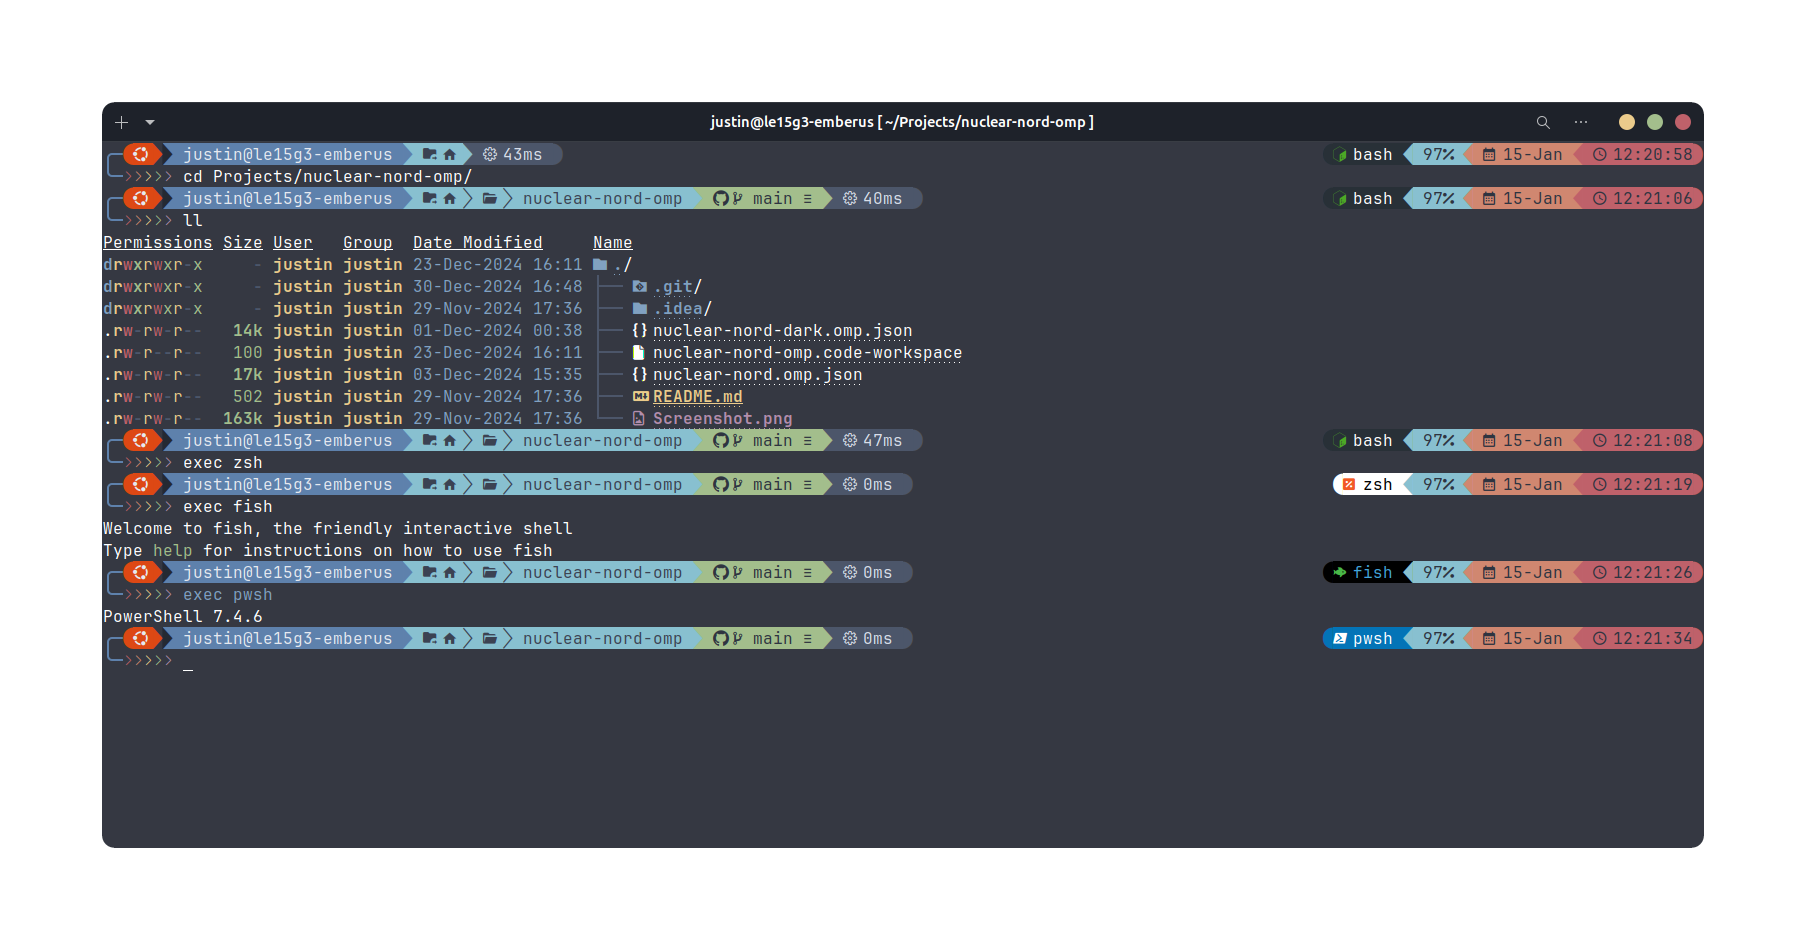 justin@le15g3-emberus [ ~/Projects/nuclear-nord-omp ]
justin@le15g3-emberus 43ms bash 97% 15-Jan 12:20:58
cd Projects/nuclear-nord-omp/
justin@le15g3-emberus nuclear-nord-omp main ≡ 40ms bash 97% 15-Jan 12:21:06
ll
Permissions Size User Group Date Modified Name
drwxrwxr-x - justin justin 23-Dec-2024 16:11 ./
drwxrwxr-x - justin justin 30-Dec-2024 16:48 .git/
drwxrwxr-x - justin justin 29-Nov-2024 17:36 .idea/
.rw-rw-r-- 14k justin justin 01-Dec-2024 00:38 {} nuclear-nord-dark.omp.json
.rw-r--r-- 100 justin justin 23-Dec-2024 16:11 nuclear-nord-omp.code-workspace
.rw-rw-r-- 17k justin justin 03-Dec-2024 15:35 {} nuclear-nord.omp.json
.rw-rw-r-- 502 justin justin 29-Nov-2024 17:36 README.md
.rw-rw-r-- 163k justin justin 29-Nov-2024 17:36 Screenshot.png
justin@le15g3-emberus nuclear-nord-omp main ≡ 47ms bash 97% 15-Jan 12:21:08
exec zsh
justin@le15g3-emberus nuclear-nord-omp main ≡ 0ms zsh 97% 15-Jan 12:21:19
exec fish
Welcome to fish, the friendly interactive shell
Type help for instructions on how to use fish
justin@le15g3-emberus nuclear-nord-omp main ≡ 0ms fish 97% 15-Jan 12:21:26
exec pwsh
PowerShell 7.4.6
justin@le15g3-emberus nuclear-nord-omp main ≡ 0ms pwsh 97% 15-Jan 12:21:34
_